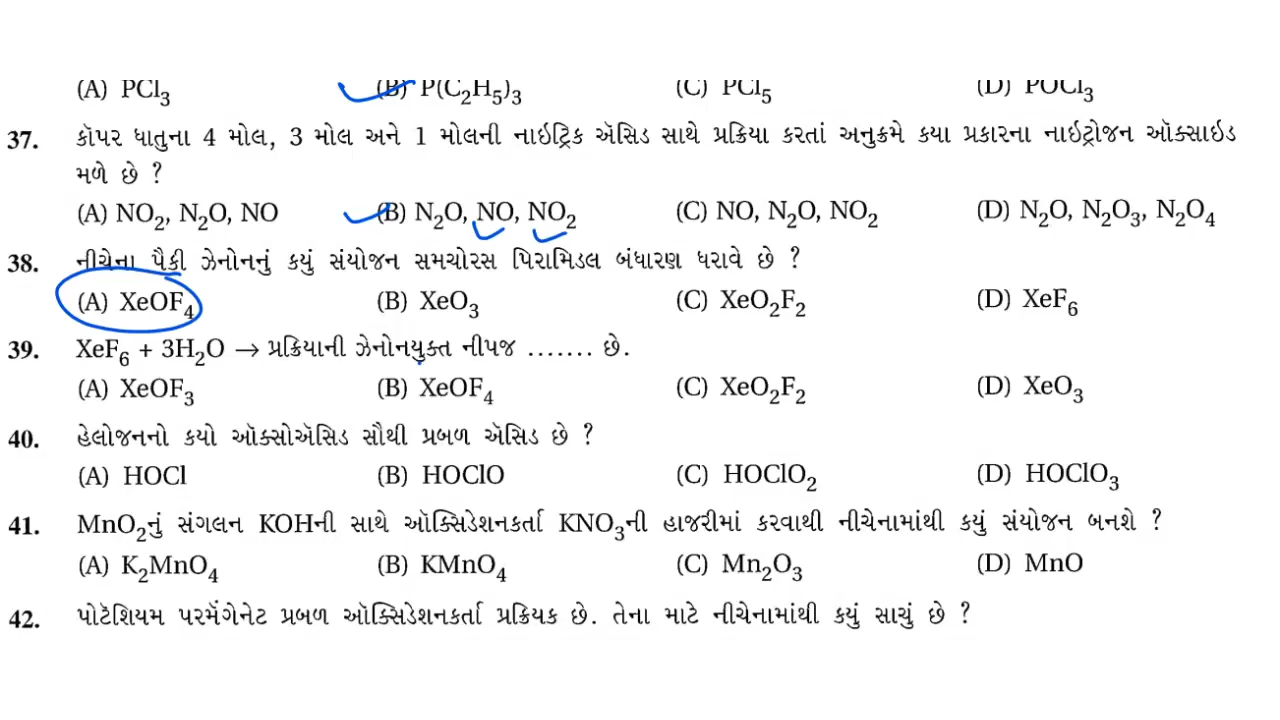 (A) PCl₃ (B) P(C₂H₅)₃ (C) PCl₅ (D) POCl₃
37. કૉપર ધાતુના 4 મોલ, 3 મોલ અને 1 મોલની નાઇટ્રિક ઍસિડ સાથે પ્રક્રિયા કરતાં અનુક્રમે કયા પ્રકારના નાઇટ્રોજન ઑક્સાઇડ
મળે છે ?
(A) NO₂, N₂O, NO (B) N₂O, NO, NO₂ (C) NO, N₂O, NO₂ (D) N₂O, N₂O₃, N₂O₄
38. નીચેના પૈકી ઝેનોનનું કયું સંયોજન સમચોરસ પિરામિડલ બંધારણ ધરાવે છે ?
(A) XeOF₄ (B) XeO₃ (C) XeO₂F₂ (D) XeF₆
39. XeF₆ + 3H₂O → પ્રક્રિયાની ઝેનોનયુક્ત નીપજ ....... છે.
(A) XeOF₃ (B) XeOF₄ (C) XeO₂F₂ (D) XeO₃
40. હેલોજનનો કયો ઑક્સોઍસિડ સૌથી પ્રબળ ઍસિડ છે ?
(A) HOCl (B) HOClO (C) HOClO₂ (D) HOClO₃
41. MnO₂નું સંગલન KOHની સાથે ઑક્સિડેશનકર્તા KNO₃ની હાજરીમાં કરવાથી નીચેનામાંથી કયું સંયોજન બનશે ?
(A) K₂MnO₄ (B) KMnO₄ (C) Mn₂O₃ (D) MnO
42. પોટૅશિયમ પરમૅંગેનેટ પ્રબળ ઑક્સિડેશનકર્તા પ્રક્રિયક છે. તેના માટે નીચેનામાંથી કયું સાચું છે ?